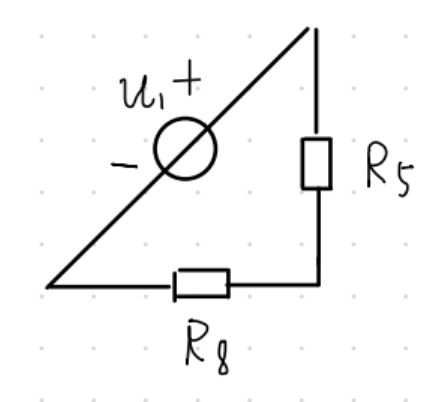 u₁ +
−
R₅
R₈